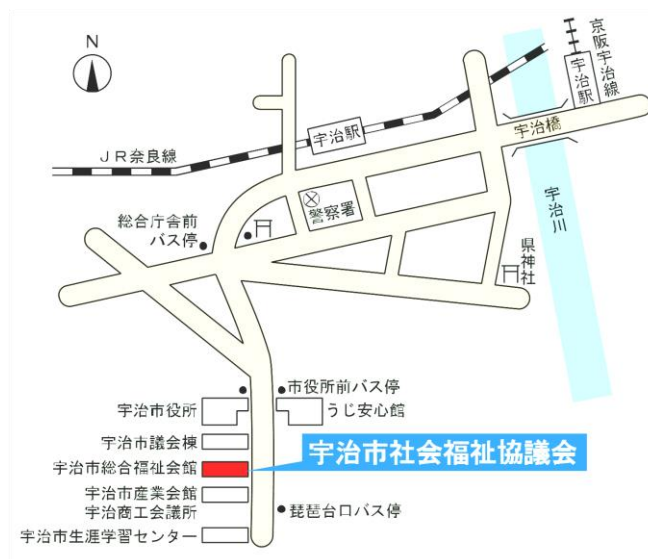 N
京阪宇治線
宇治駅
宇治橋
宇治駅
JR奈良線
宇治川
警察署
総合庁舎前
バス停
県神社
市役所前バス停
宇治市役所
うじ安心館
宇治市議会棟
宇治市社会福祉協議会
宇治市総合福祉会館
宇治市産業会館
宇治商工会議所
琵琶台口バス停
宇治市生涯学習センター